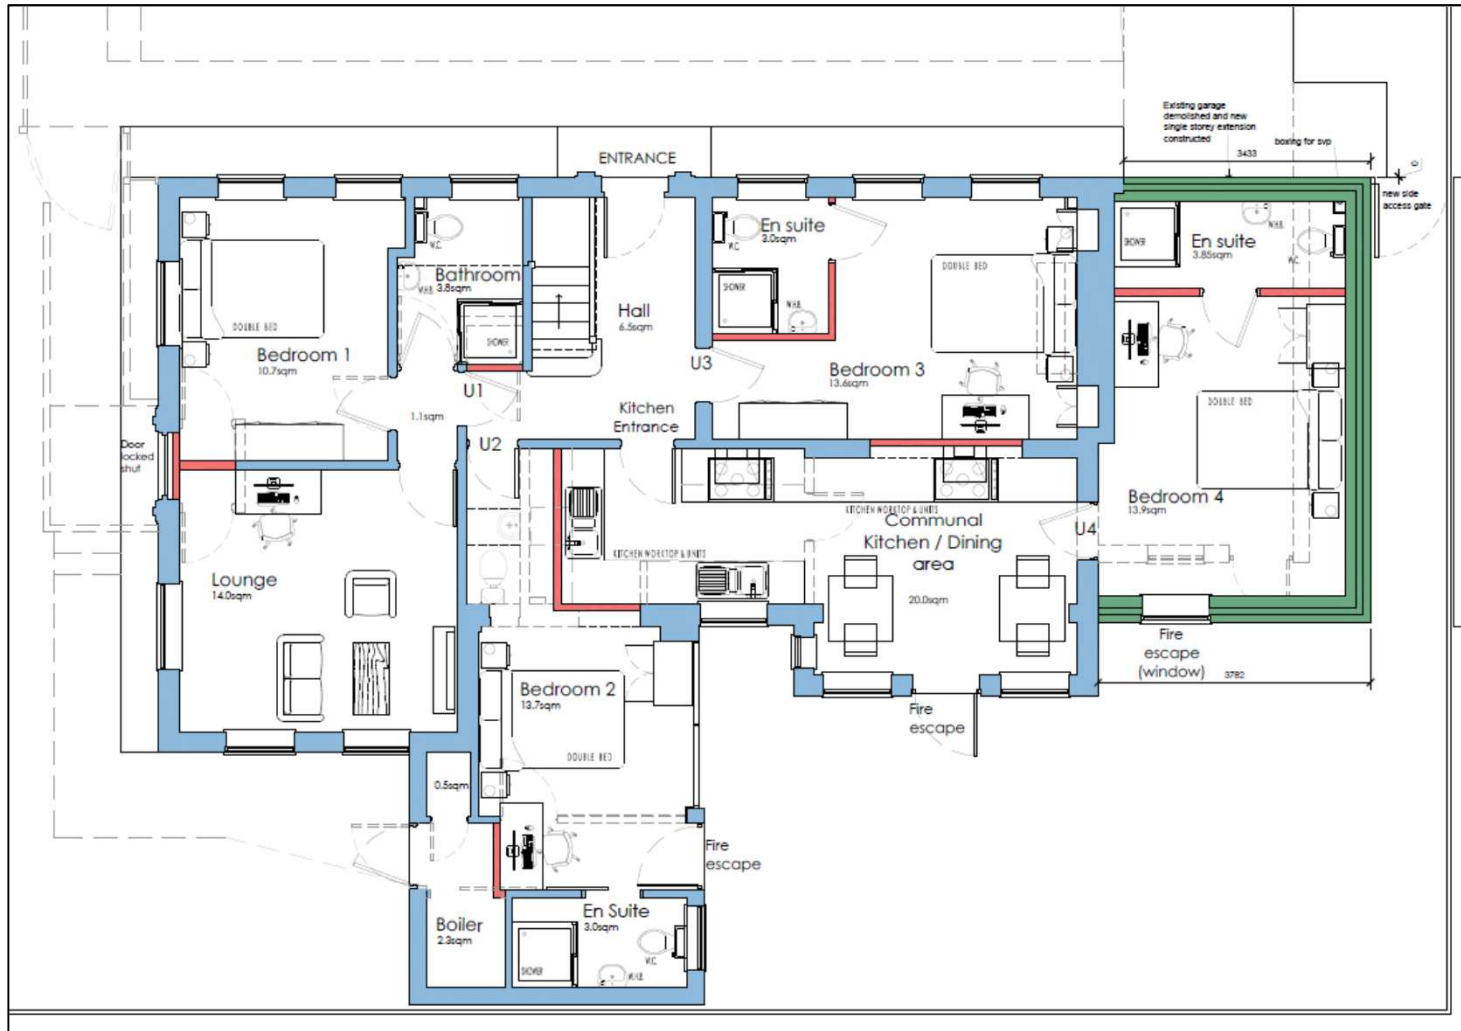 Existing garage
demolished and new
single storey extension
constructed
boxing for svp
3433
new side
access gate
ENTRANCE
W.C.
Bathroom
3.8sqm
W.H.B.
SHOWER
DOUBLE BED
Bedroom 1
10.7sqm
1.1sqm
U1
U2
Hall
6.5sqm
Kitchen
Entrance
U3
En suite
3.0sqm
W.C.
SHOWER
W.H.B.
DOUBLE BED
Bedroom 3
13.6sqm
En suite
3.85sqm
SHOWER
W.H.B.
W.C.
DOUBLE BED
Bedroom 4
13.9sqm
U4
Door
locked
shut
Lounge
14.0sqm
KITCHEN WORKTOP & UNITS
KITCHEN WORKTOP & UNITS
Communal
Kitchen / Dining
area
20.0sqm
Fire
escape
(window)
3782
Fire
escape
Bedroom 2
13.7sqm
DOUBLE BED
0.5sqm
Fire
escape
Boiler
2.3sqm
En Suite
3.0sqm
SHOWER
W.C.
W.H.B.